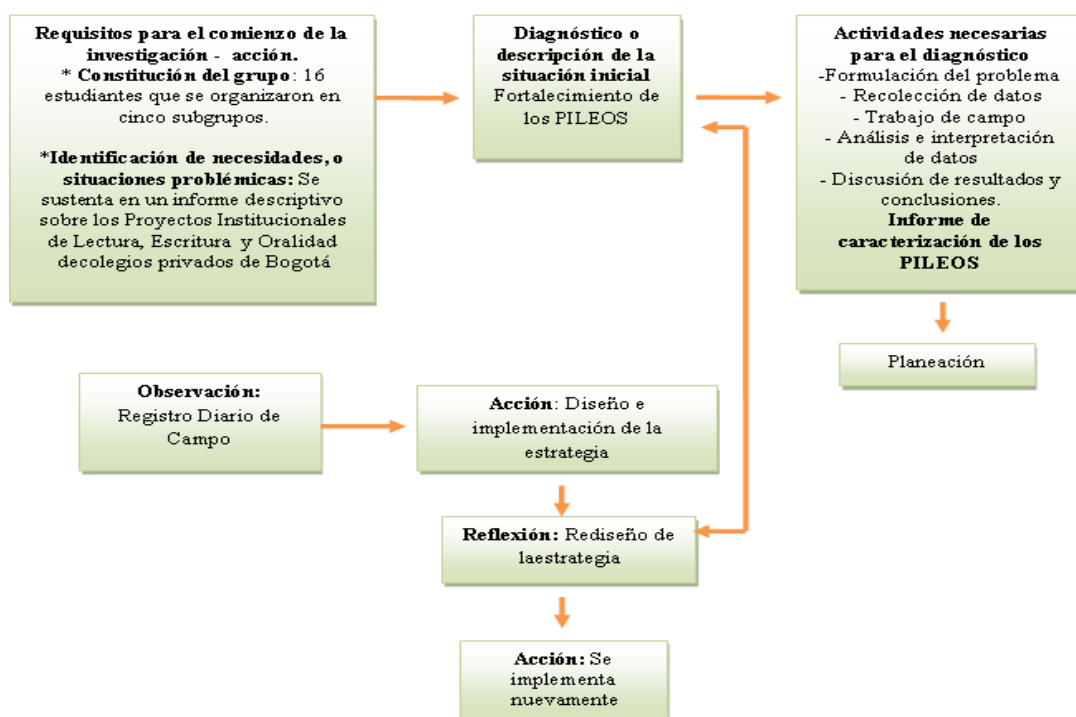 Requisitos para el comienzo de la
investigación - acción.
* Constitución del grupo: 16
estudiantes que se organizaron en
cinco subgrupos.
*Identificación de necesidades, o
situaciones problémicas: Se
sustenta en un informe descriptivo
sobre los Proyectos Institucionales
de Lectura, Escritura y Oralidad
decolegios privados de Bogotá
Diagnóstico o
descripción de la
situación inicial
Fortalecimiento de
los PILEOS
Actividades necesarias
para el diagnóstico
-Formulación del problema
- Recolección de datos
- Trabajo de campo
- Análisis e interpretación
de datos
- Discusión de resultados y
conclusiones.
Informe de
caracterización de los
PILEOS
Planeación
Observación:
Registro Diario de
Campo
Acción: Diseño e
implementación de la
estrategia
Reflexión: Rediseño de
laestrategia
Acción: Se
implementa
nuevamente